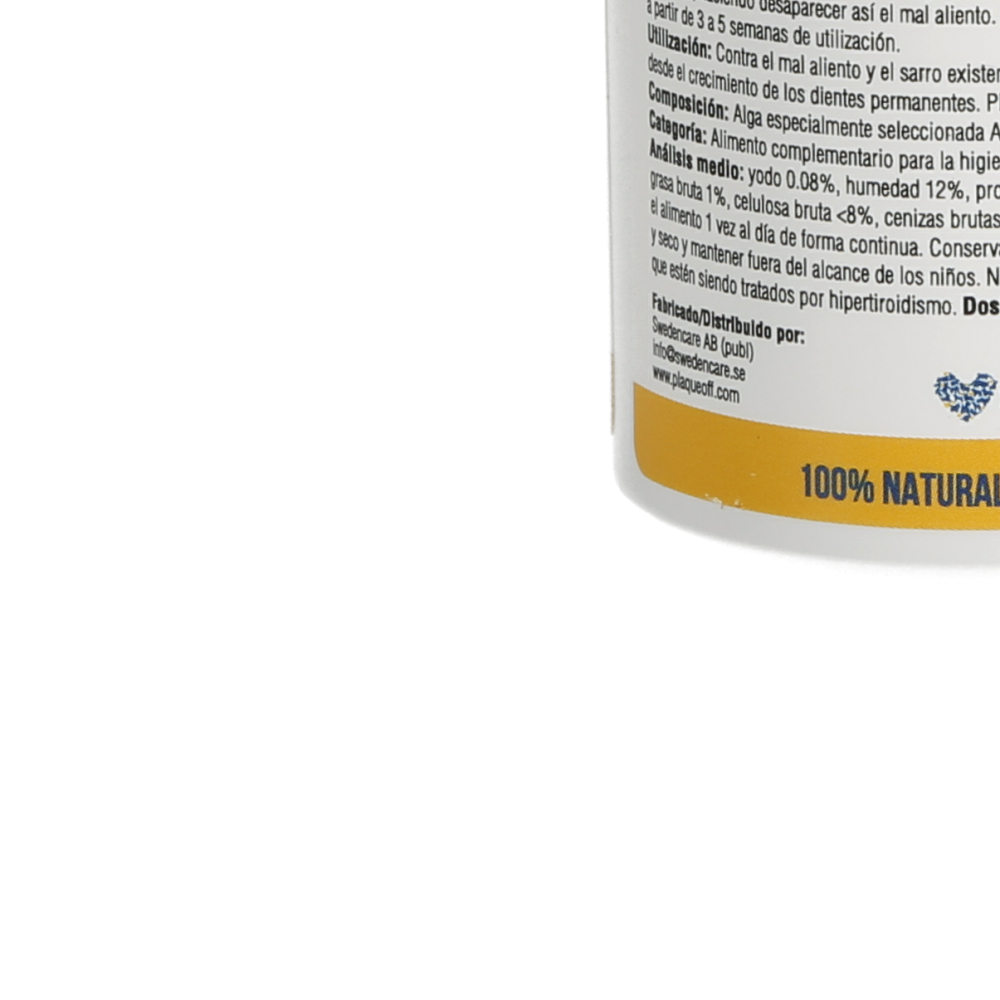 desaparecer así el mal aliento.
a partir de 3 a 5 semanas de utilización.
Utilización: Contra el mal aliento y el sarro
desde el crecimiento de los dientes permanentes.
Composición: Alga especialmente seleccionada A
Categoría: Alimento complementario para la
Análisis medio: yodo 0.08%, humedad 12%,
grasa bruta 1%, celulosa bruta <8%, cenizas brutas
el alimento 1 vez al día de forma continua.
y seco y mantener fuera del alcance de los niños.
que estén siendo tratados por hipertiroidismo.
Fabricado/Distribuido por:
Swedencare AB (publ)
info@swedencare.se
www.plaqueoff.com
100% NATURAL